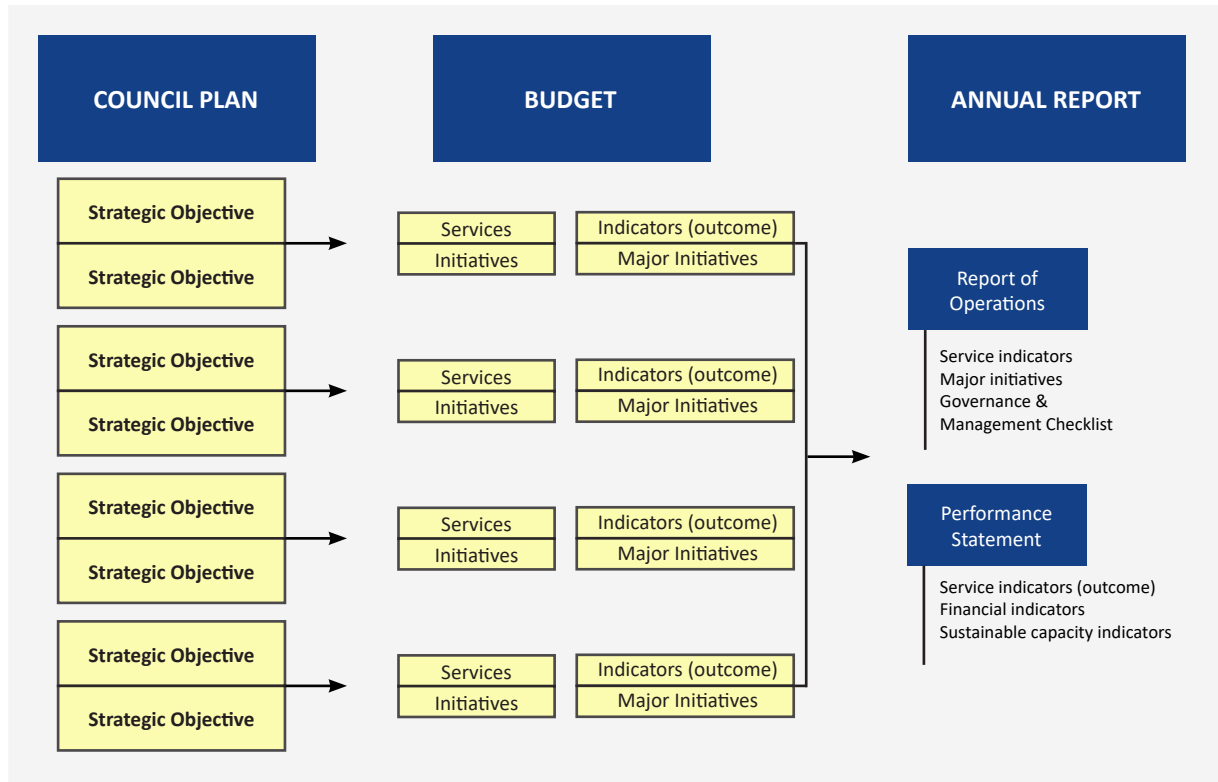 COUNCIL PLAN
BUDGET
ANNUAL REPORT
Strategic Objective
Strategic Objective
Services
Initiatives
Indicators (outcome)
Major Initiatives
Strategic Objective
Strategic Objective
Services
Initiatives
Indicators (outcome)
Major Initiatives
Strategic Objective
Strategic Objective
Services
Initiatives
Indicators (outcome)
Major Initiatives
Strategic Objective
Strategic Objective
Services
Initiatives
Indicators (outcome)
Major Initiatives
Report of
Operations
Service indicators
Major initiatives
Governance &
Management Checklist
Performance
Statement
Service indicators (outcome)
Financial indicators
Sustainable capacity indicators